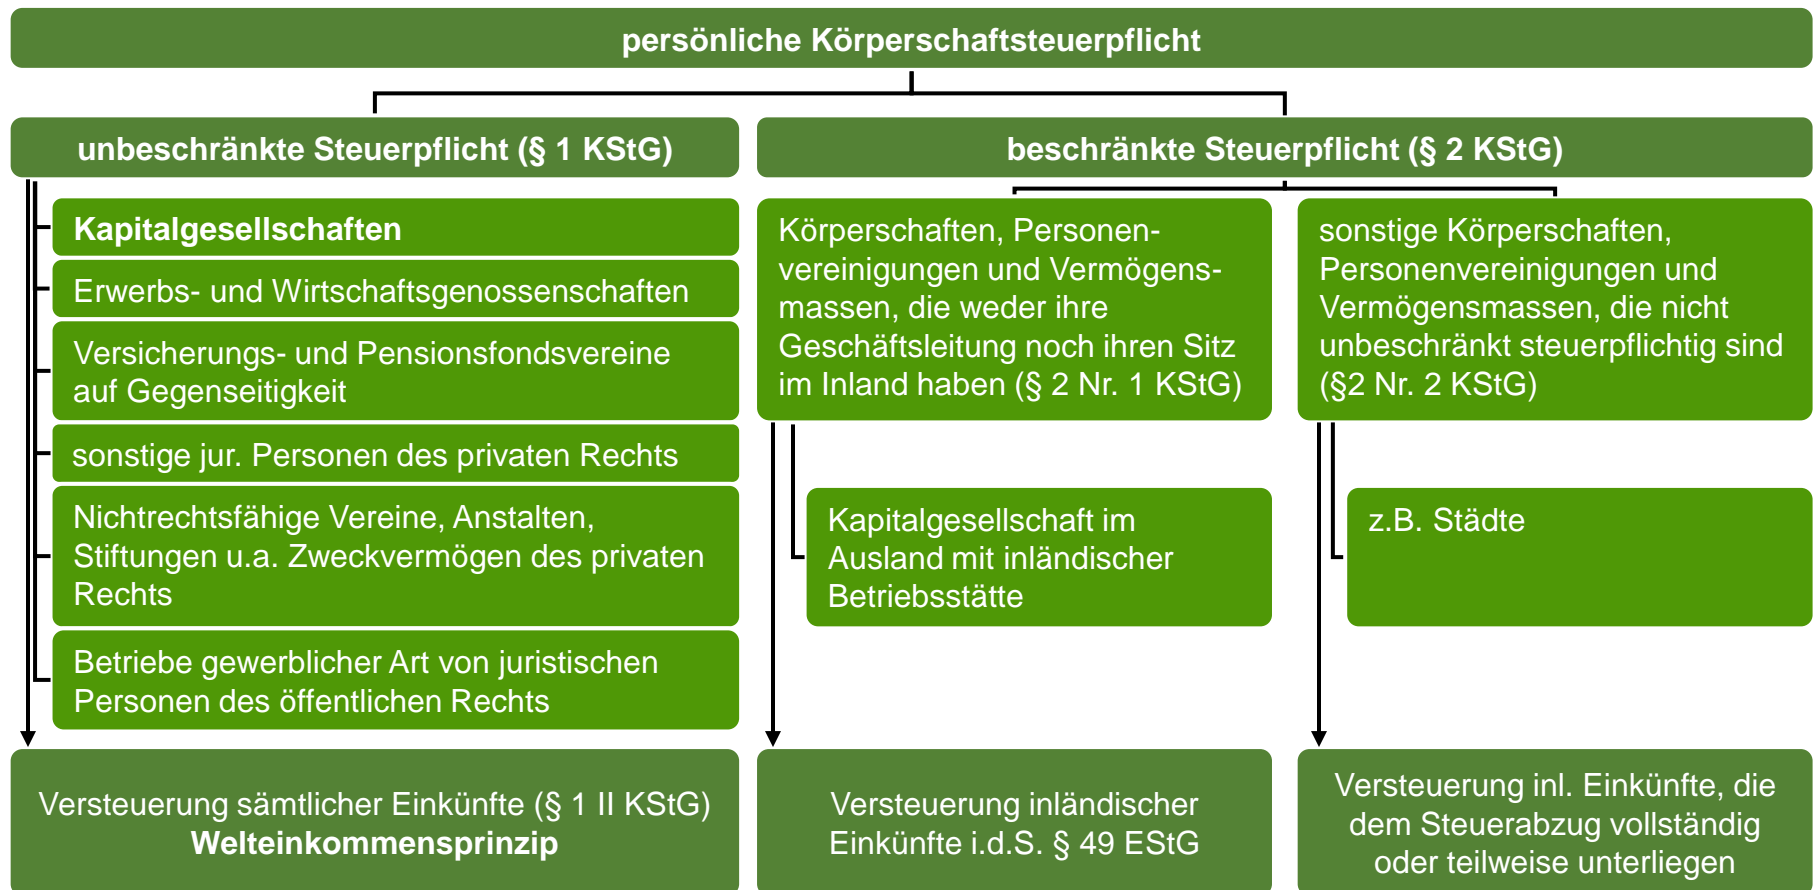 persönliche Körperschaftsteuerpflicht
unbeschränkte Steuerpflicht (§ 1 KStG)
Kapitalgesellschaften
Erwerbs- und Wirtschaftsgenossenschaften
Versicherungs- und Pensionsfondsvereine
auf Gegenseitigkeit
sonstige jur. Personen des privaten Rechts
Nichtrechtsfähige Vereine, Anstalten,
Stiftungen u.a. Zweckvermögen des privaten
Rechts
Betriebe gewerblicher Art von juristischen
Personen des öffentlichen Rechts
Versteuerung sämtlicher Einkünfte (§ 1 II KStG)
Welteinkommensprinzip
beschränkte Steuerpflicht (§ 2 KStG)
Körperschaften, Personen-
vereinigungen und Vermögens-
massen, die weder ihre
Geschäftsleitung noch ihren Sitz
im Inland haben (§ 2 Nr. 1 KStG)
Kapitalgesellschaft im
Ausland mit inländischer
Betriebsstätte
Versteuerung inländischer
Einkünfte i.d.S. § 49 EStG
sonstige Körperschaften,
Personenvereinigungen und
Vermögensmassen, die nicht
unbeschränkt steuerpflichtig sind
(§2 Nr. 2 KStG)
z.B. Städte
Versteuerung inl. Einkünfte, die
dem Steuerabzug vollständig
oder teilweise unterliegen